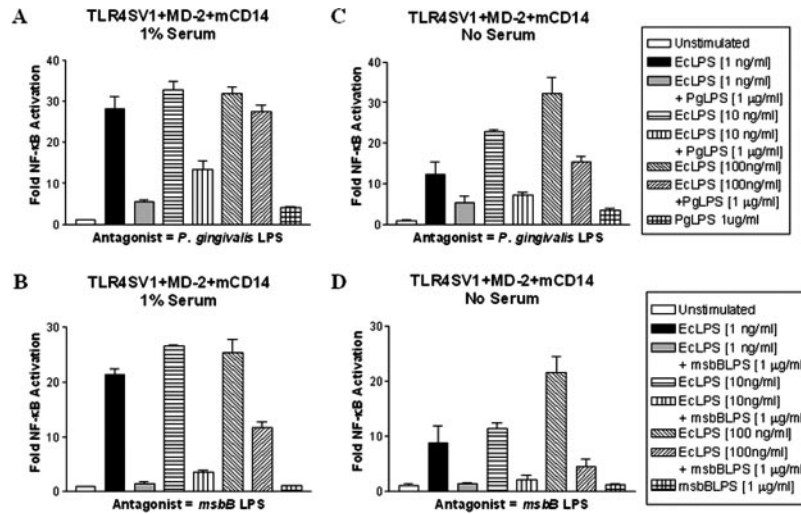 A
TLR4SV1+MD-2+mCD14
1% Serum
Fold NF-κB Activation
40
30
20
10
0
Antagonist = P. gingivalis LPS
C
TLR4SV1+MD-2+mCD14
No Serum
Fold NF-κB Activation
40
30
20
10
0
Antagonist = P. gingivalis LPS
Unstimulated
EcLPS [1 ng/ml]
EcLPS [1 ng/ml]
+ PgLPS [1 μg/ml]
EcLPS [10 ng/ml]
EcLPS [10 ng/ml]
+ PgLPS [1 μg/ml]
EcLPS [100ng/ml]
EcLPS [100ng/ml]
+PgLPS [1 μg/ml]
PgLPS 1ug/ml
B
TLR4SV1+MD-2+mCD14
1% Serum
Fold NF-κB Activation
30
20
10
0
Antagonist = msbB LPS
D
TLR4SV1+MD-2+mCD14
No Serum
Fold NF-κB Activation
30
20
10
0
Antagonist = msbB LPS
Unstimulated
EcLPS [1 ng/ml]
EcLPS [1 ng/ml]
+ msbBLPS [1 μg/ml]
EcLPS [10ng/ml]
EcLPS [10ng/ml]
+ msbBLPS [1 μg/ml]
EcLPS [100 ng/ml]
EcLPS [100ng/ml]
+ msbBLPS [1 μg/ml]
msbBLPS [1 μg/ml]